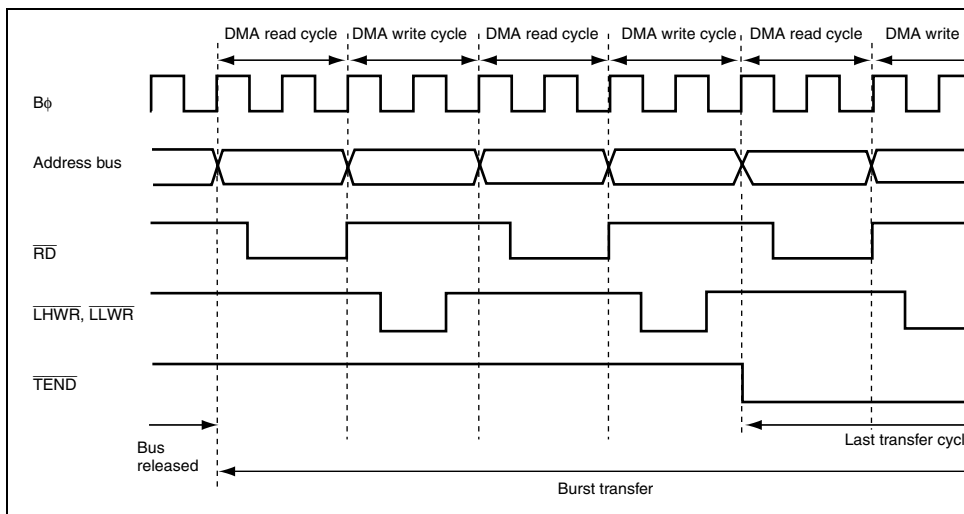 DMA read cycle DMA write cycle DMA read cycle DMA write cycle DMA read cycle DMA write
Bϕ
Address bus
RD
LHWR, LLWR
TEND
Bus released
Last transfer cycl
Burst transfer